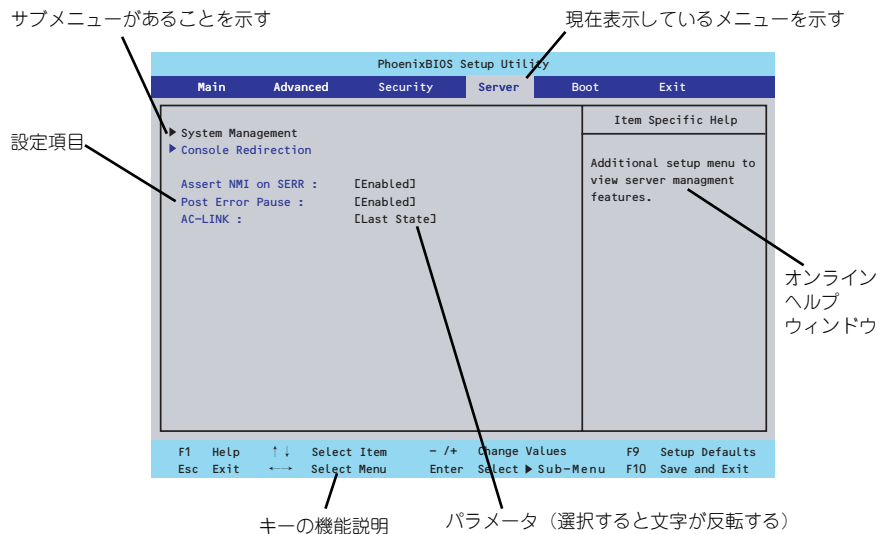 サブメニューがあることを示す
現在表示しているメニューを示す
PhoenixBIOS Setup Utility
Main Advanced Security Server Boot Exit
Item Specific Help
設定項目
▶ System Management
▶ Console Redirection
Additional setup menu to
view server managment
features.
Assert NMI on SERR : [Enabled]
Post Error Pause : [Enabled]
AC-LINK : [Last State]
オンライン
ヘルプ
ウィンドウ
F1 Help ↑↓ Select Item - /+ Change Values F9 Setup Defaults
Esc Exit ←→ Select Menu Enter Select ▶ Sub-Menu F10 Save and Exit
キーの機能説明
パラメータ（選択すると文字が反転する）